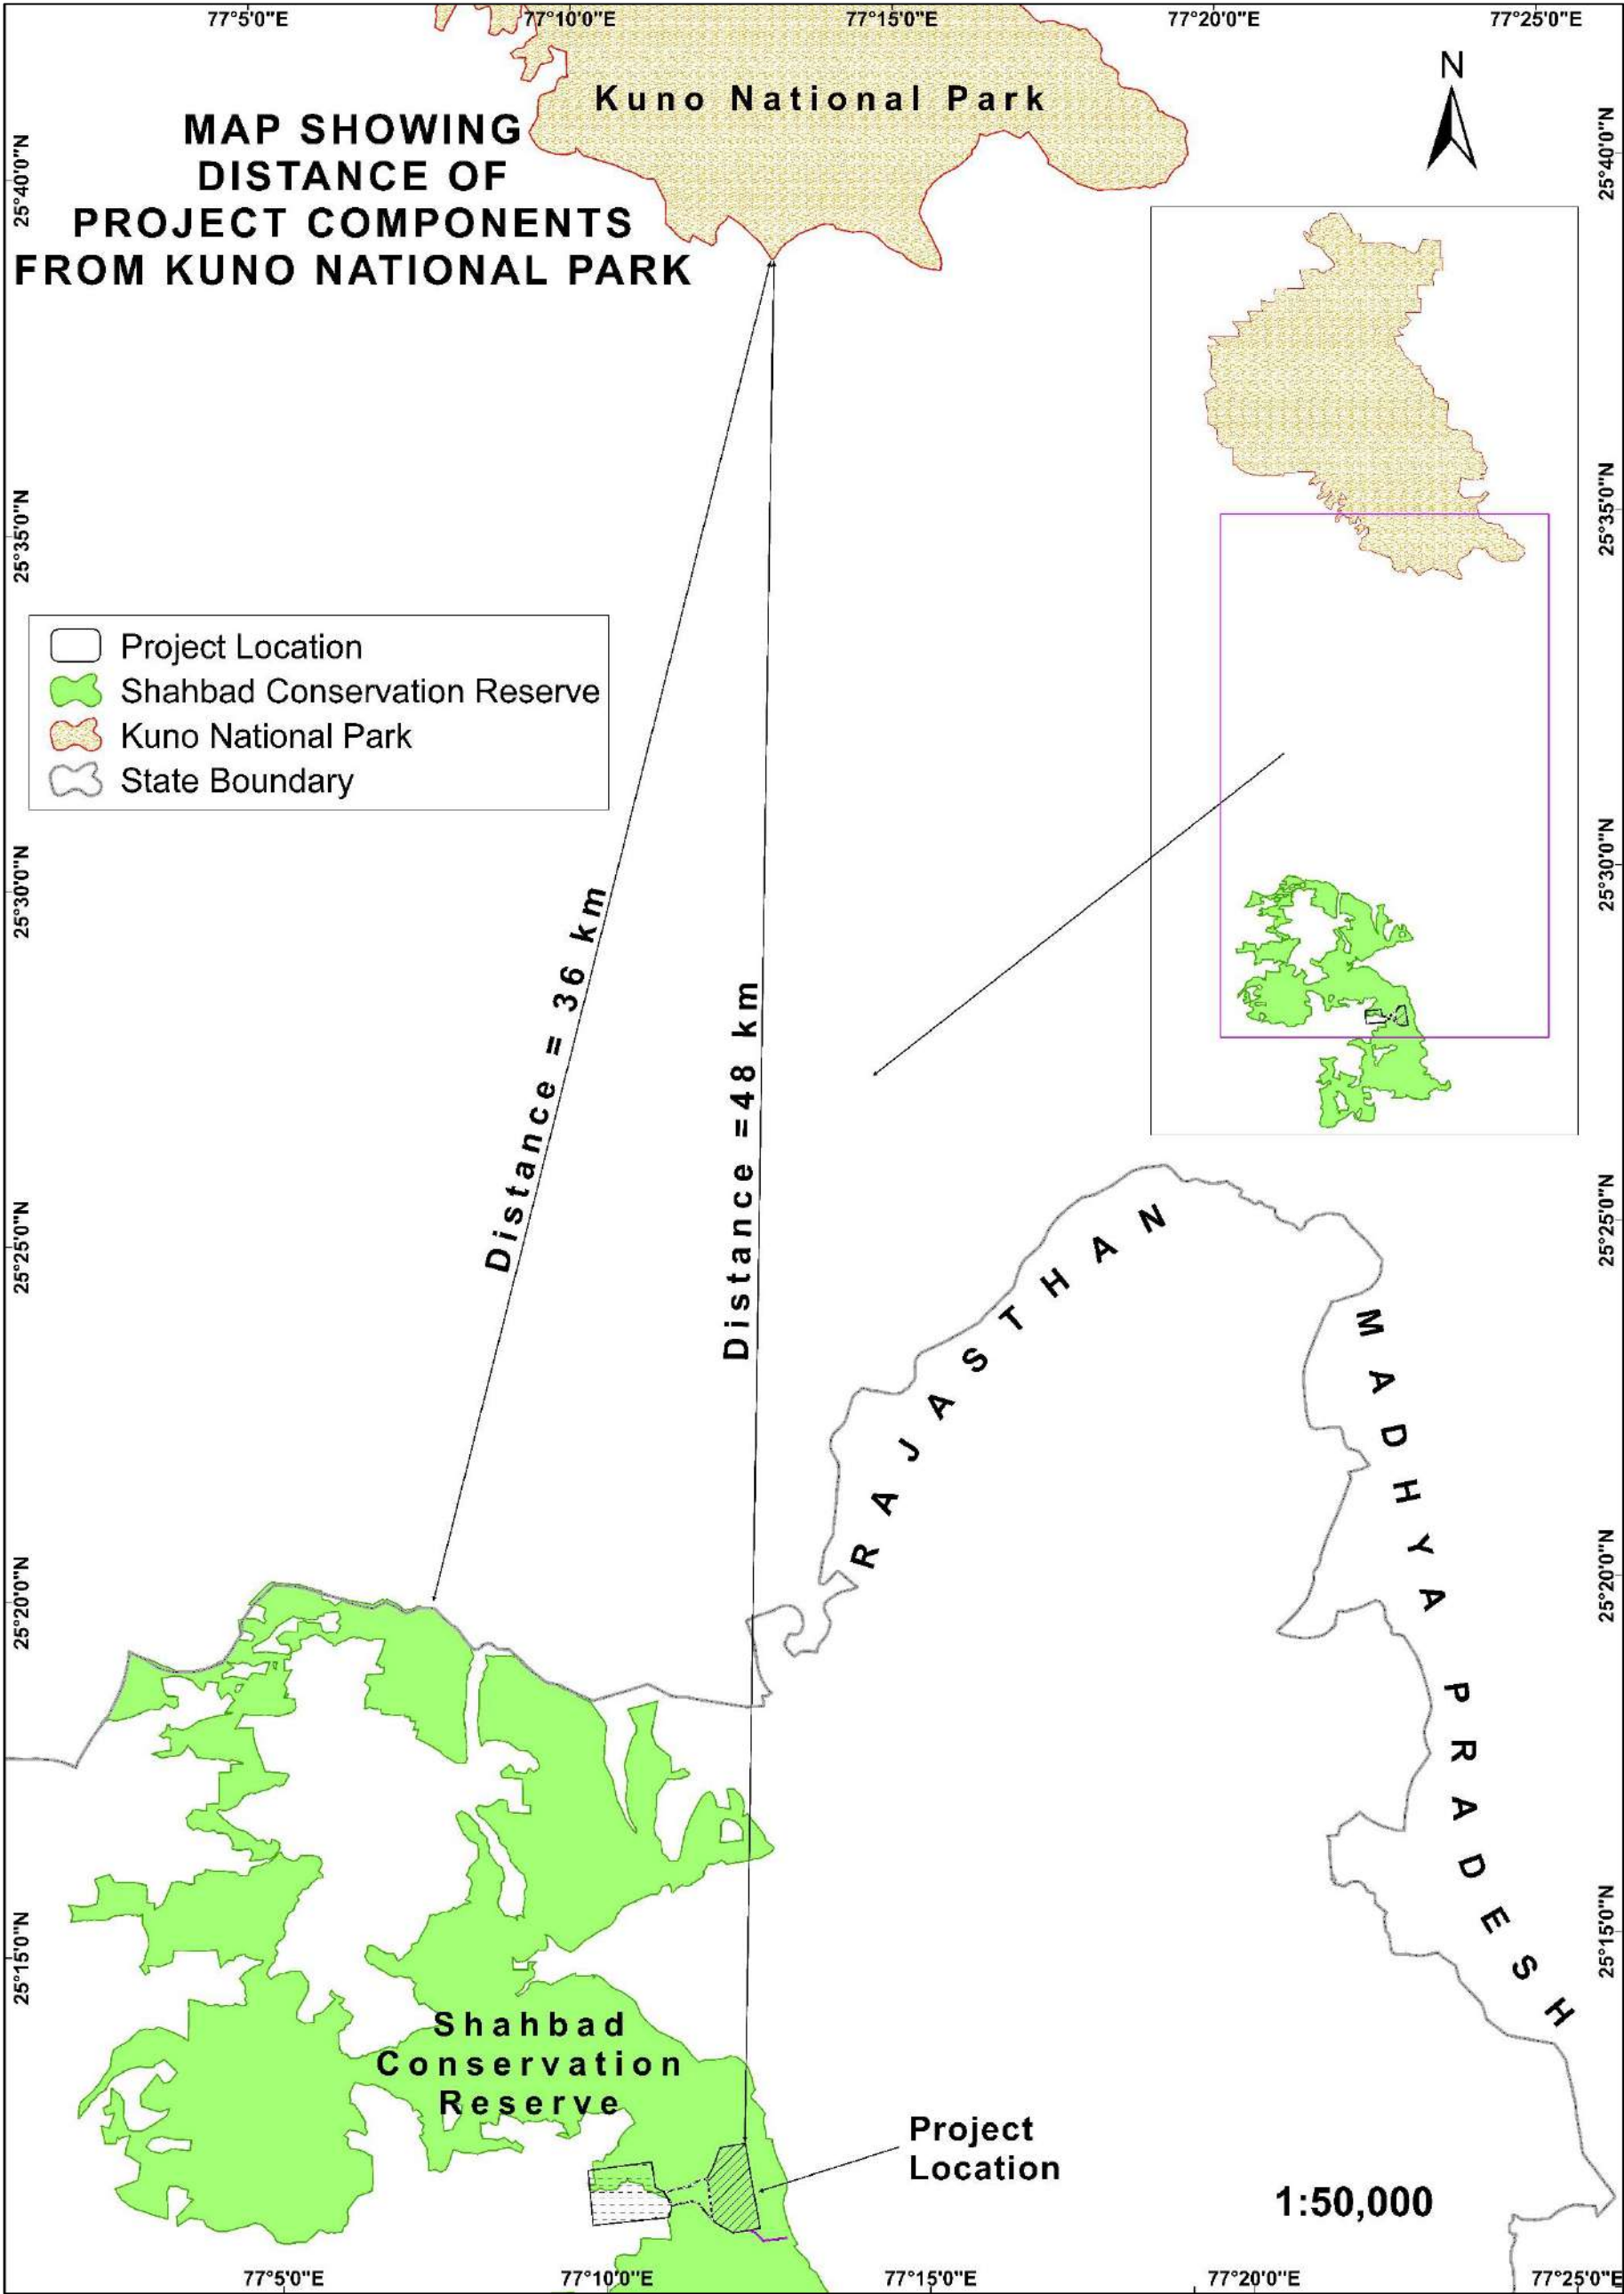 77°5'0"E 77°10'0"E 77°15'0"E 77°20'0"E 77°25'0"E
N
Kuno National Park
MAP SHOWING
DISTANCE OF
PROJECT COMPONENTS
FROM KUNO NATIONAL PARK
25°40'0"N 25°40'0"N
25°35'0"N 25°35'0"N
Project Location
Shahbad Conservation Reserve
Kuno National Park
State Boundary
25°30'0"N 25°30'0"N
Distance = 36 km
Distance =48 km
25°25'0"N 25°25'0"N
RAJASTHAN
MADHYA PRADESH
25°20'0"N 25°20'0"N
25°15'0"N 25°15'0"N
Shahbad
Conservation
Reserve
Project
Location
1:50,000
77°5'0"E 77°10'0"E 77°15'0"E 77°20'0"E 77°25'0"E